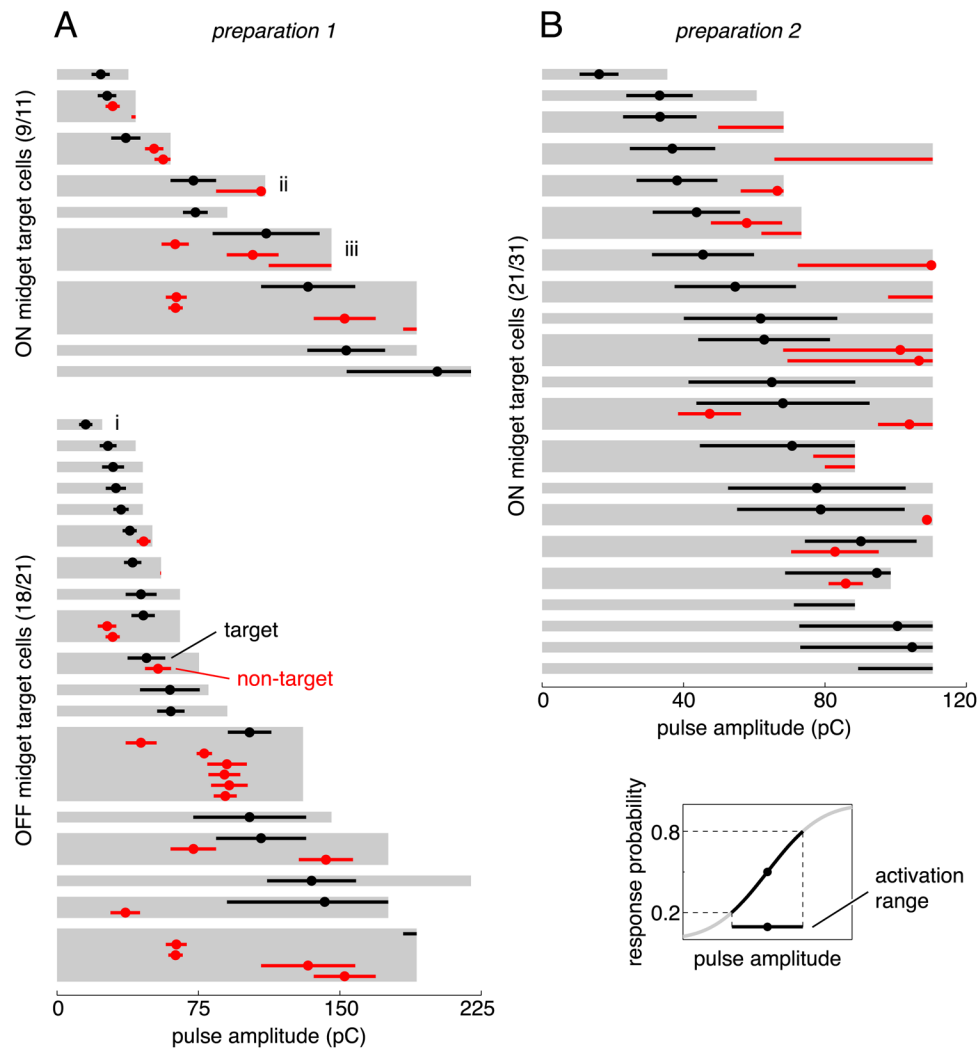 A
preparation 1
B
preparation 2
ON midget target cells (9/11)
ii
iii
OFF midget target cells (18/21)
i
target
non-target
0
75
150
225
pulse amplitude (pC)
ON midget target cells (21/31)
0
40
80
120
pulse amplitude (pC)
response probability
0.8
0.2
activation
range
pulse amplitude